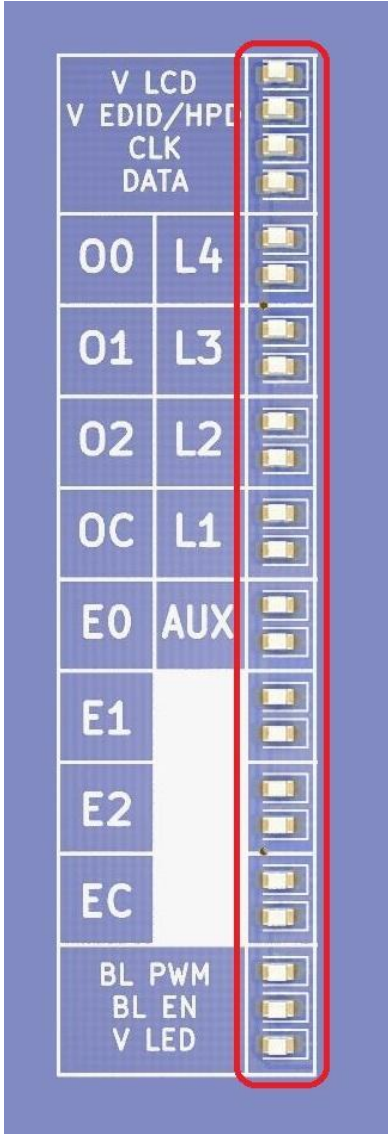 V LCD
V EDID/HPD
CLK
DATA
O0 L4
O1 L3
O2 L2
OC L1
E0 AUX
E1
E2
EC
BL PWM
BL EN
V LED